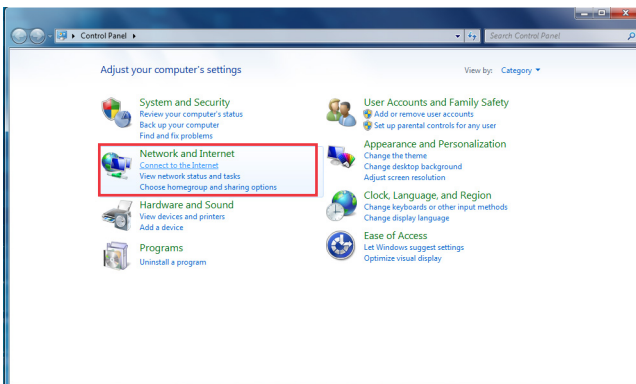 Control Panel
Search Control Panel
Adjust your computer's settings
View by: Category
System and Security
Review your computer's status
Back up your computer
Find and fix problems
Network and Internet
Connect to the Internet
View network status and tasks
Choose homegroup and sharing options
Hardware and Sound
View devices and printers
Add a device
Programs
Uninstall a program
User Accounts and Family Safety
Add or remove user accounts
Set up parental controls for any user
Appearance and Personalization
Change the theme
Change desktop background
Adjust screen resolution
Clock, Language, and Region
Change keyboards or other input methods
Change display language
Ease of Access
Let Windows suggest settings
Optimize visual display